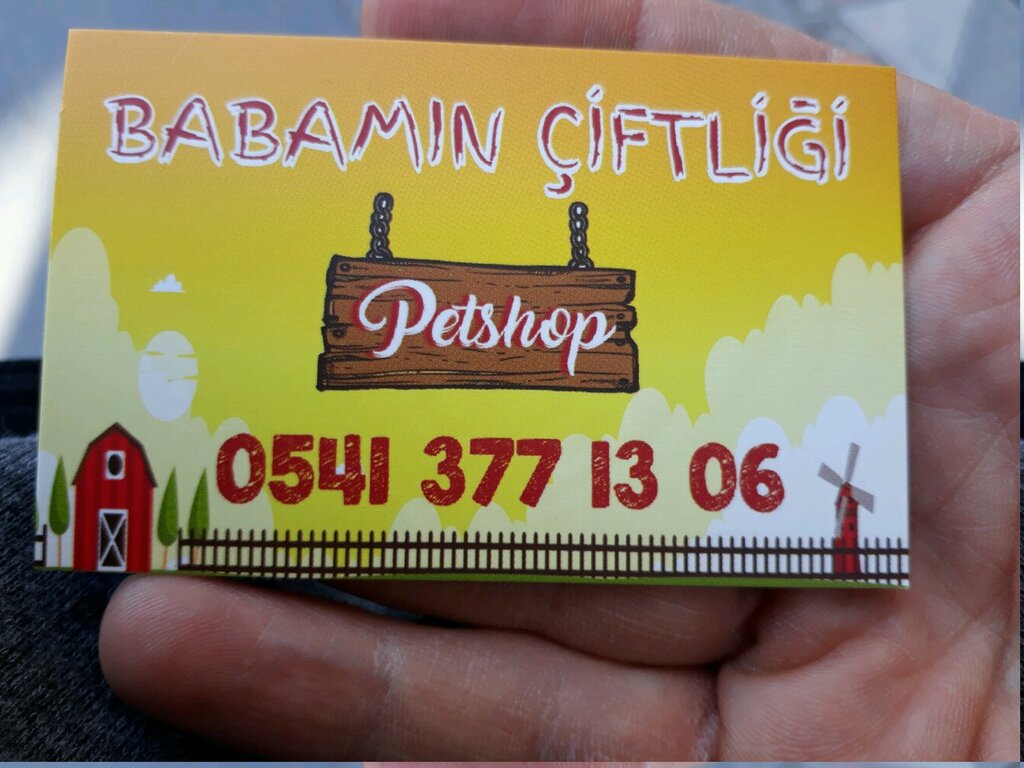 BABAMIN ÇİFTLİĞİ
Petshop
0541 377 13 06